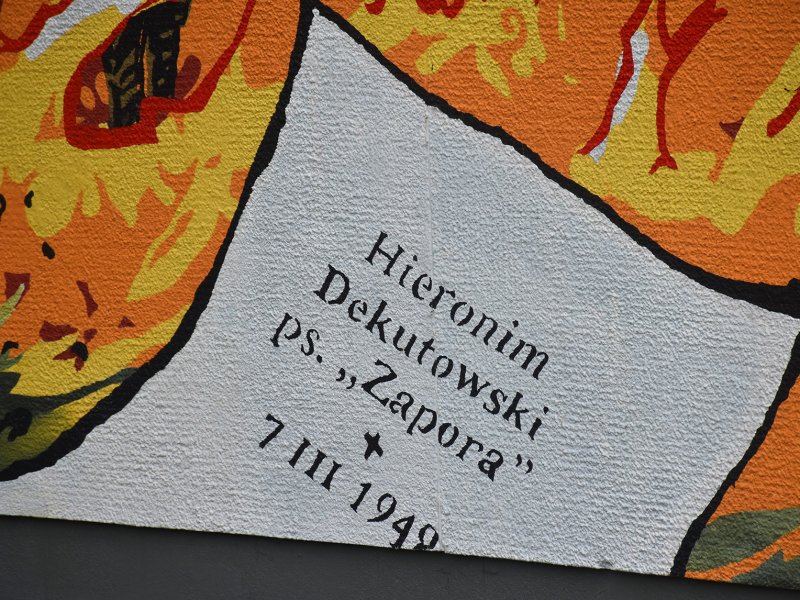 Hieronim
Dekutowski
ps. „Zapora”
✝
7 III 1949